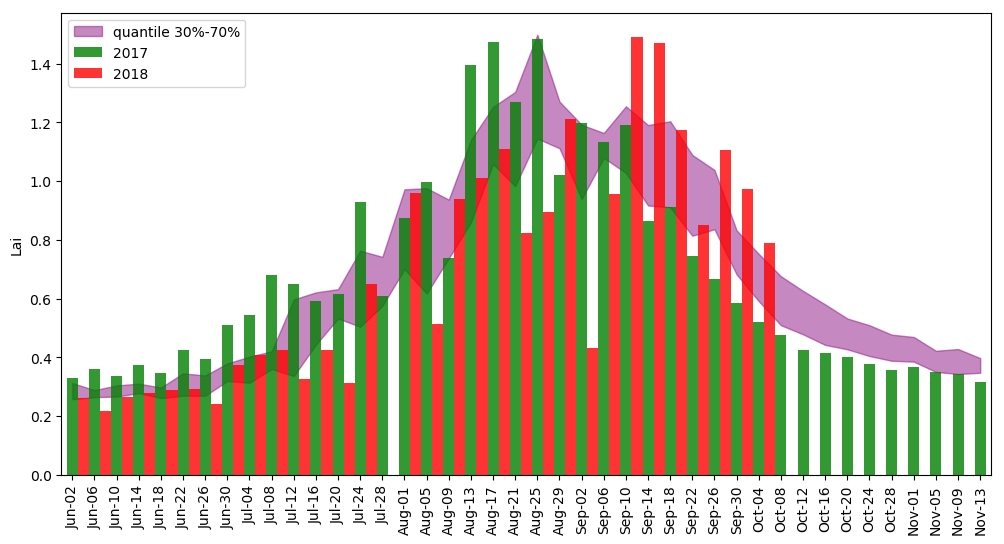 quantile 30%-70%
2017
2018
Lai
1.4
1.2
1.0
0.8
0.6
0.4
0.2
0.0
Jun-02
Jun-06
Jun-10
Jun-14
Jun-18
Jun-22
Jun-26
Jun-30
Jul-04
Jul-08
Jul-12
Jul-16
Jul-20
Jul-24
Jul-28
Aug-01
Aug-05
Aug-09
Aug-13
Aug-17
Aug-21
Aug-25
Aug-29
Sep-02
Sep-06
Sep-10
Sep-14
Sep-18
Sep-22
Sep-26
Sep-30
Oct-04
Oct-08
Oct-12
Oct-16
Oct-20
Oct-24
Oct-28
Nov-01
Nov-05
Nov-09
Nov-13